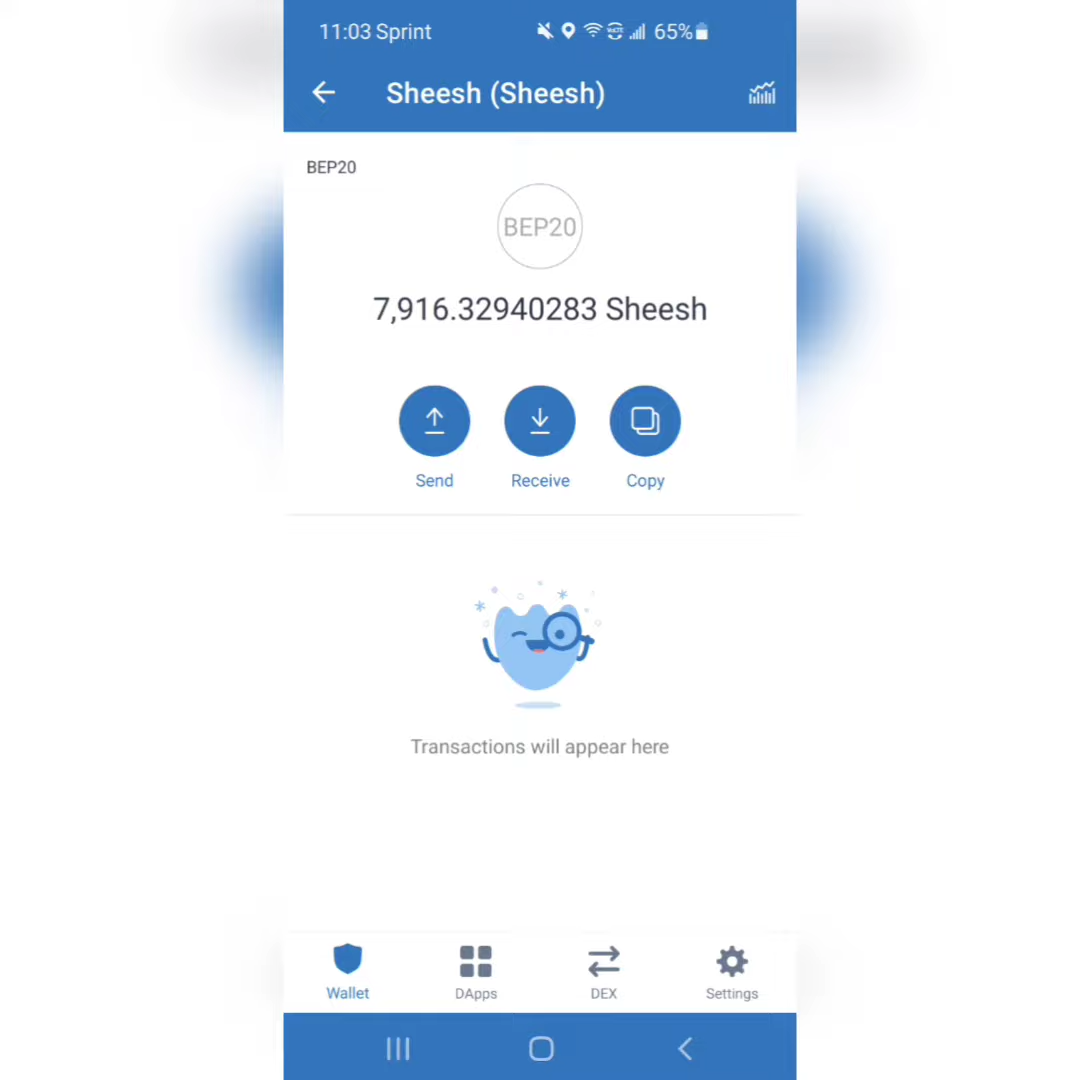 11:03 Sprint 65%
Sheesh (Sheesh)
BEP20
BEP20
7,916.32940283 Sheesh
Send Receive Copy
Transactions will appear here
Wallet DApps DEX Settings